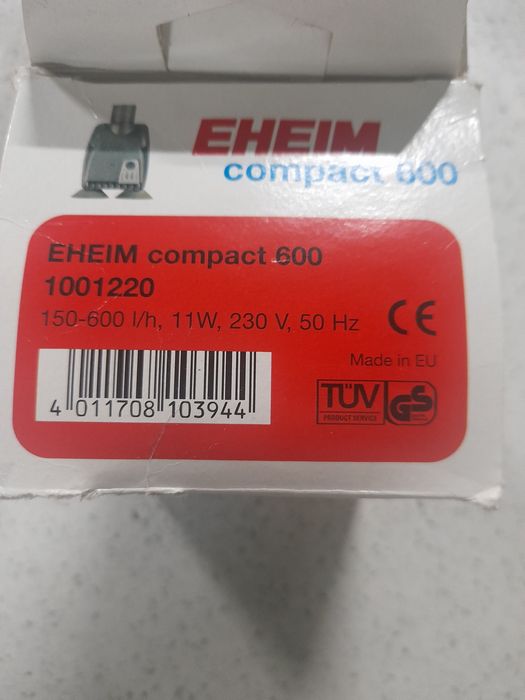 EHEIM
compact 600
EHEIM compact 600
1001220
150-600 l/h, 11W, 230 V, 50 Hz CE
Made in EU
4 011708 103944
TÜV GS
PRODUCT SERVICE